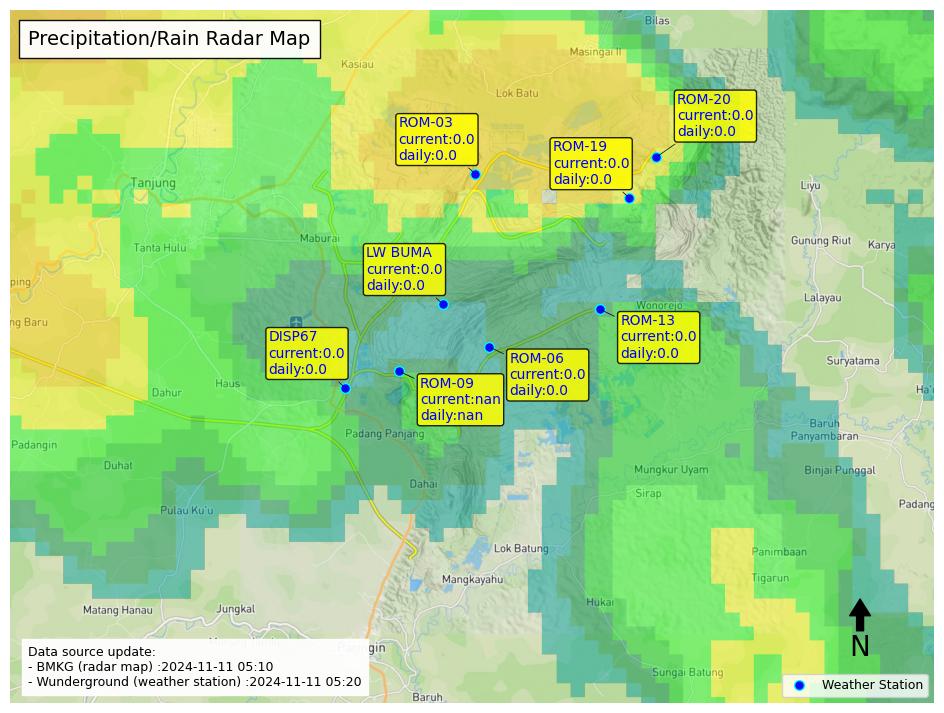 Precipitation/Rain Radar Map
Bilas
Masingai II
Kasiau
Lok Batu
ROM-20
current:0.0
daily:0.0
ROM-03
current:0.0
daily:0.0
ROM-19
current:0.0
daily:0.0
Tanjung
Liyu
Maburai
Tanta Hulu
Gunung Riut
Karya
LW BUMA
current:0.0
daily:0.0
ping
Lalayau
Wonorejo
ng Baru
ROM-13
current:0.0
daily:0.0
DISP67
current:0.0
daily:0.0
ROM-06
current:0.0
daily:0.0
Suryatama
Haus
Dahur
ROM-09
current:nan
daily:nan
Ha'
Baruh
Panyambaran
Padang Panjang
Padangin
Duhat
Mungkur Uyam
Binjai Punggal
Dahai
Sirap
Padang
Pulau Ku'u
Lok Batung
Panimbaan
Mangkayahu
Tigarun
Hukai
Matang Hanau
Jungkal
N
Data source update:
- BMKG (radar map) :2024-11-11 05:10
- Wunderground (weather station) :2024-11-11 05:20
Sungai Batung
Weather Station
Baruh